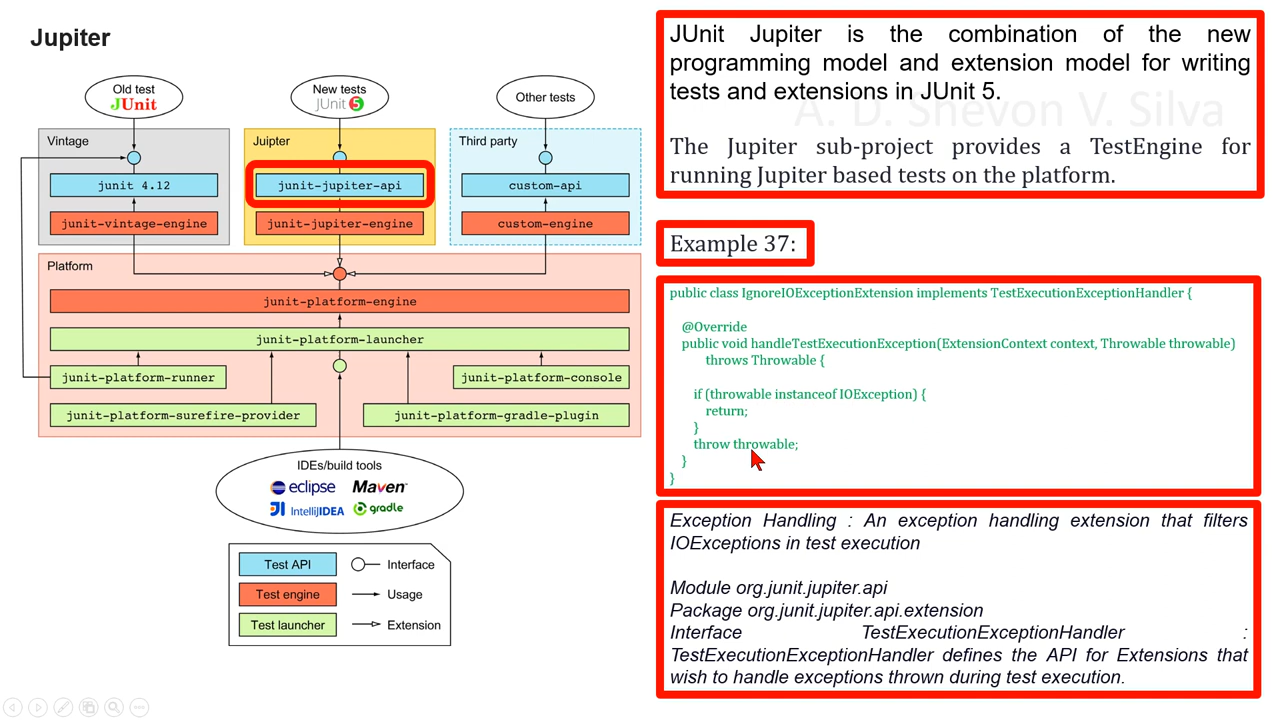 Jupiter
Old test
JUnit
New tests
JUnit 5
Other tests
Vintage
Juipter
Third party
junit 4.12
junit-jupiter-api
custom-api
junit-vintage-engine
junit-jupiter-engine
custom-engine
Platform
junit-platform-engine
junit-platform-launcher
junit-platform-runner
junit-platform-console
junit-platform-surefire-provider
junit-platform-gradle-plugin
IDEs/build tools
eclipse
Maven
IntelliJIDEA
gradle
Test API
Interface
Test engine
Usage
Test launcher
Extension
JUnit Jupiter is the combination of the new
programming model and extension model for writing
tests and extensions in JUnit 5.
A. D. Shevon V. Silva
The Jupiter sub-project provides a TestEngine for
running Jupiter based tests on the platform.
Example 37:
public class IgnoreIOExceptionExtension implements TestExecutionExceptionHandler {
@Override
public void handleTestExecutionException(ExtensionContext context, Throwable throwable)
throws Throwable {
if (throwable instanceof IOException) {
return;
}
throw throwable;
}
}
Exception Handling : An exception handling extension that filters
IOExceptions in test execution
Module org.junit.jupiter.api
Package org.junit.jupiter.api.extension
Interface TestExecutionExceptionHandler :
TestExecutionExceptionHandler defines the API for Extensions that
wish to handle exceptions thrown during test execution.